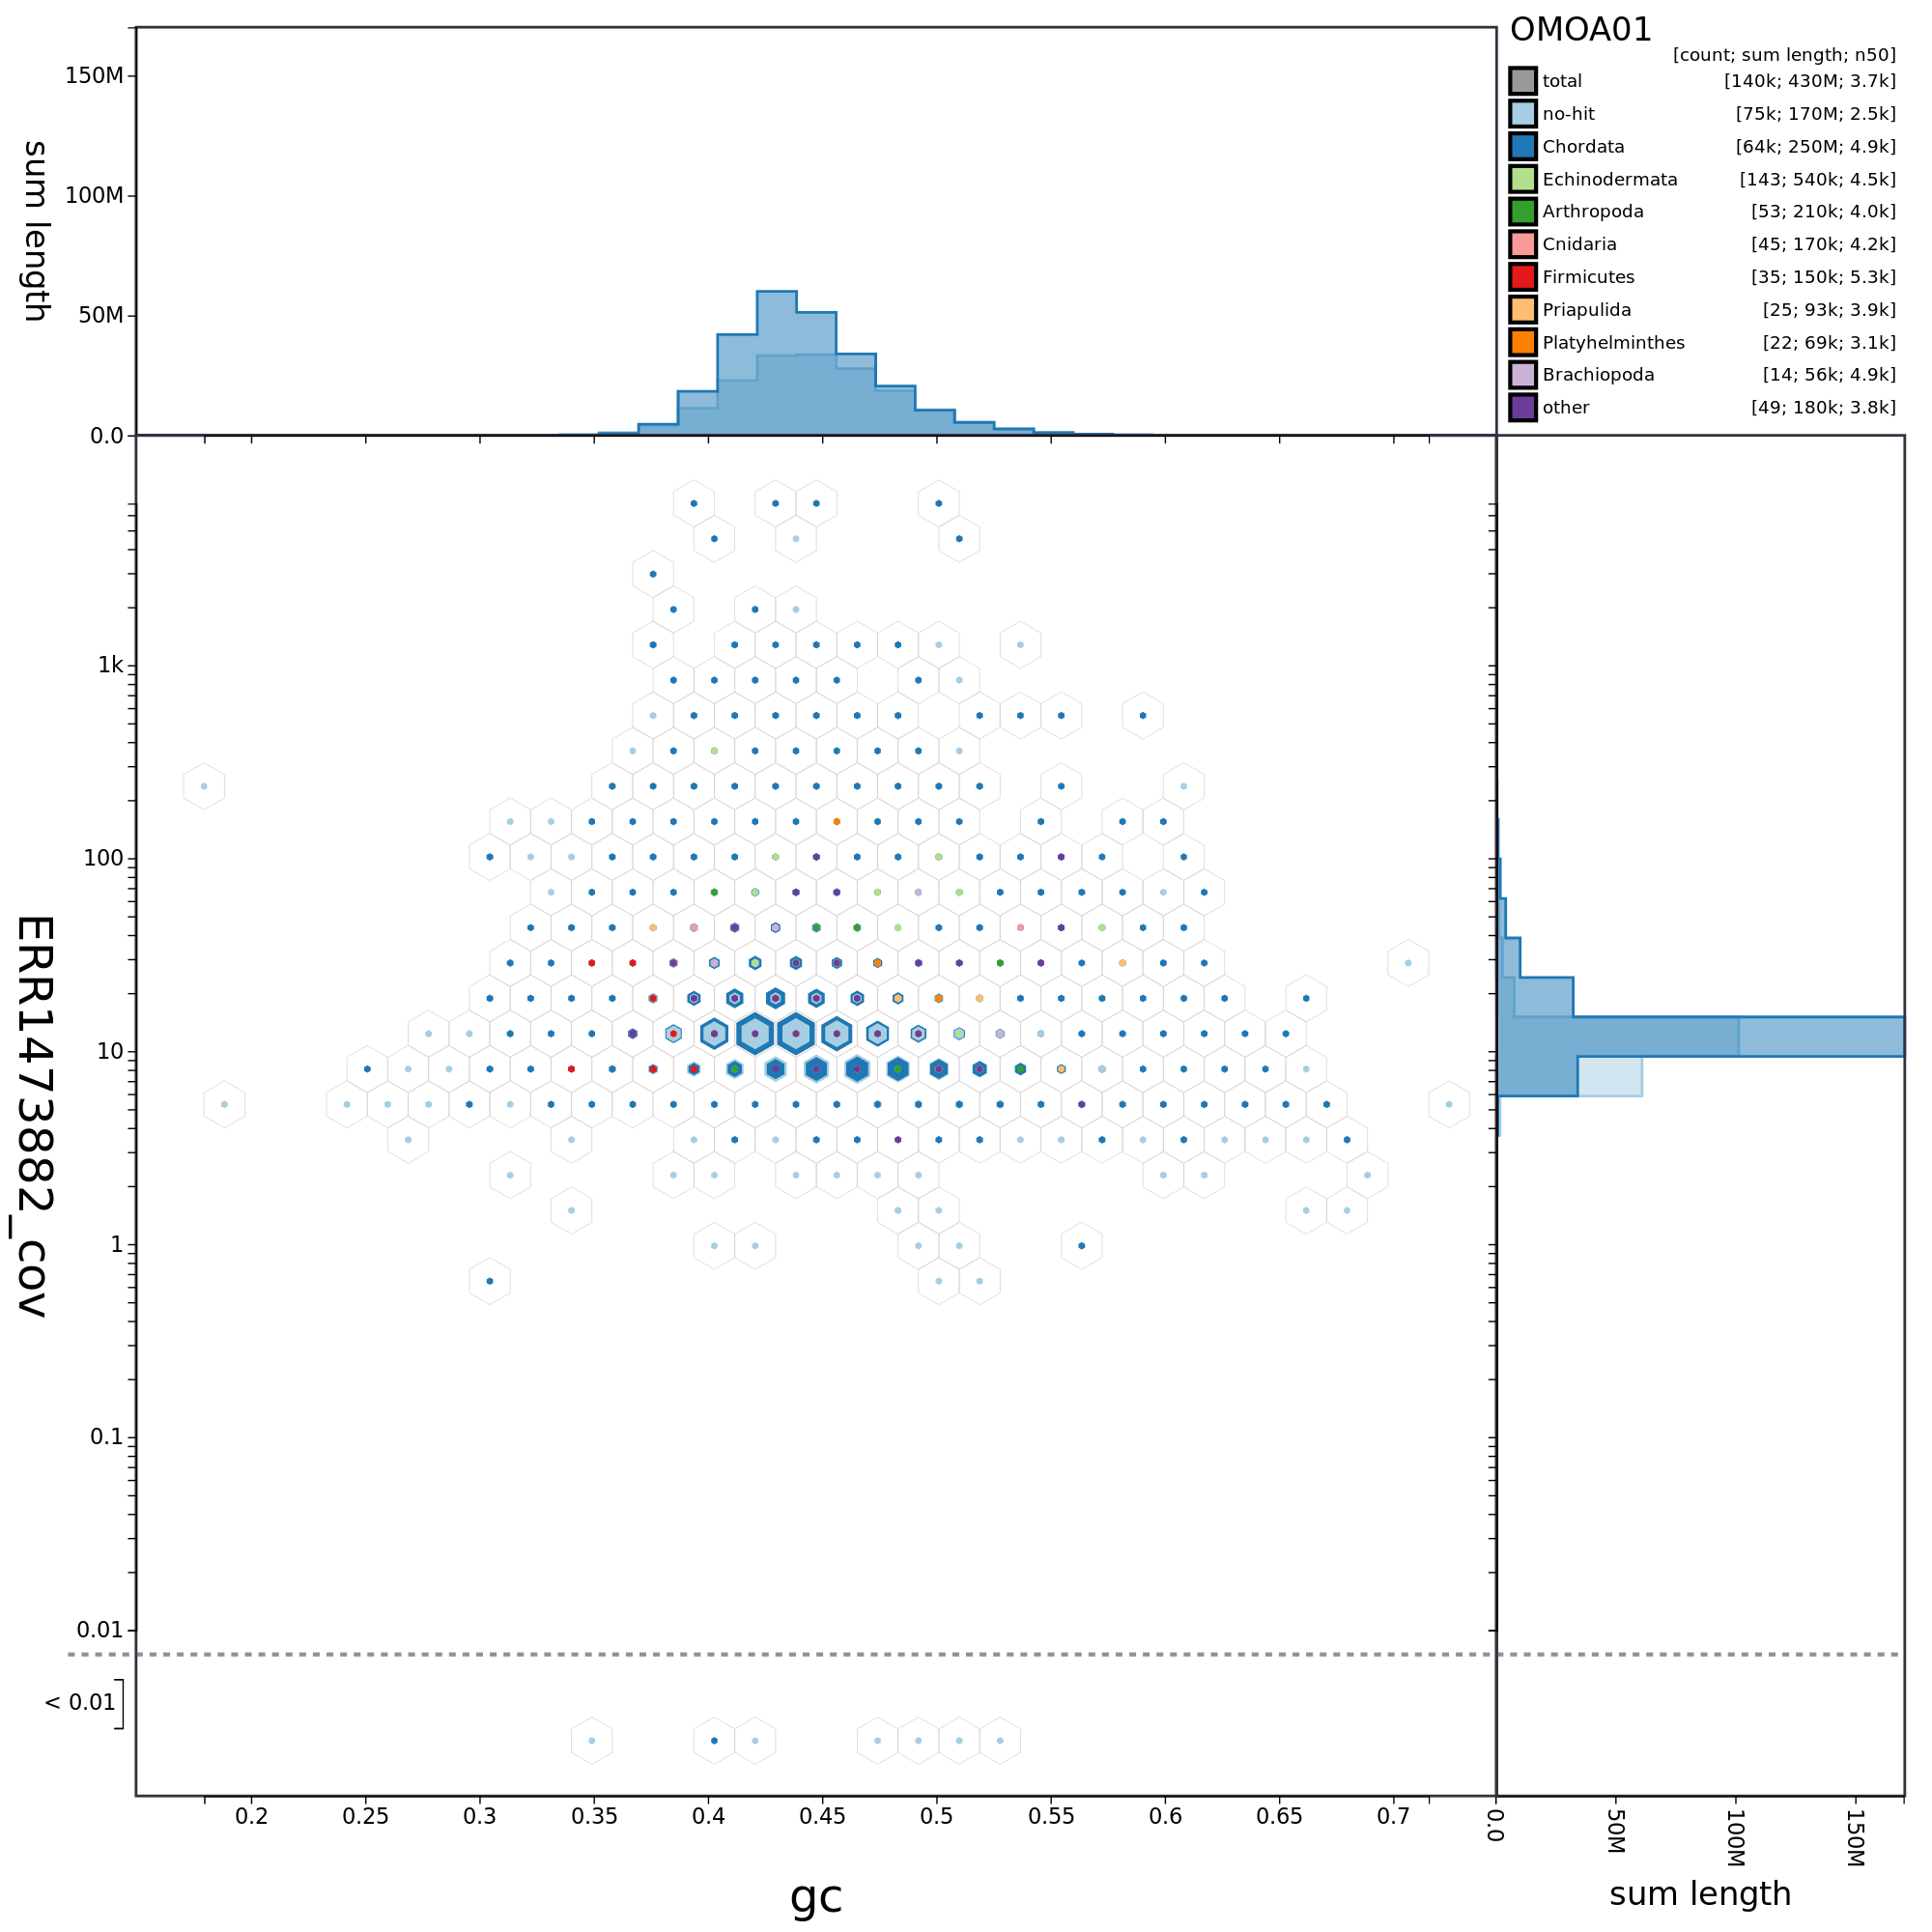 OMOA01
[count; sum length; n50]
total [140k; 430M; 3.7k]
no-hit [75k; 170M; 2.5k]
Chordata [64k; 250M; 4.9k]
Echinodermata [143; 540k; 4.5k]
Arthropoda [53; 210k; 4.0k]
Cnidaria [45; 170k; 4.2k]
Firmicutes [35; 150k; 5.3k]
Priapulida [25; 93k; 3.9k]
Platyhelminthes [22; 69k; 3.1k]
Brachiopoda [14; 56k; 4.9k]
other [49; 180k; 3.8k]
sum length
150M
100M
50M
0.0
ERR1473882_cov
1k
100
10
1
0.1
0.01
< 0.01
0.2 0.25 0.3 0.35 0.4 0.45 0.5 0.55 0.6 0.65 0.7
gc
0.0 50M 100M 150M
sum length